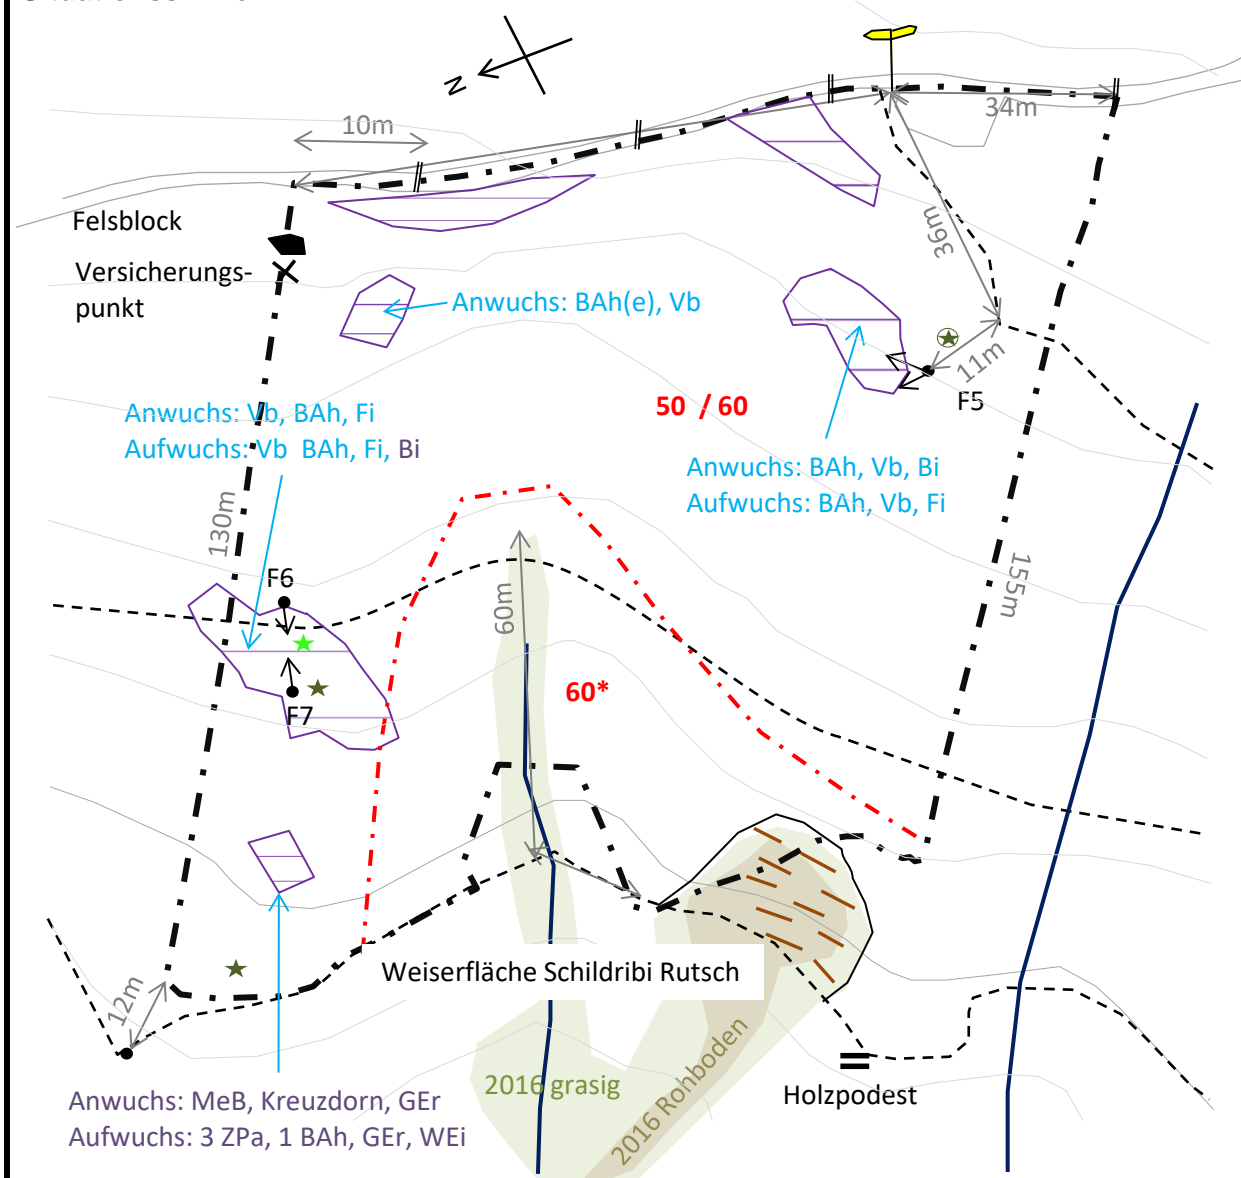 N
10m
34m
36m
Felsblock
Versicherungs-
punkt
Anwuchs: BAh(e), Vb
11m
F5
50 / 60
Anwuchs: Vb, BAh, Fi
Aufwuchs: Vb BAh, Fi, Bi
Anwuchs: BAh, Vb, Bi
Aufwuchs: BAh, Vb, Fi
130m
155m
F6
60m
60*
F7
Weiserfläche Schildribi Rutsch
12m
2016 grasig
2016 Rohboden
Holzpodest
Anwuchs: MeB, Kreuzdorn, GEr
Aufwuchs: 3 ZPa, 1 BAh, GEr, WEi